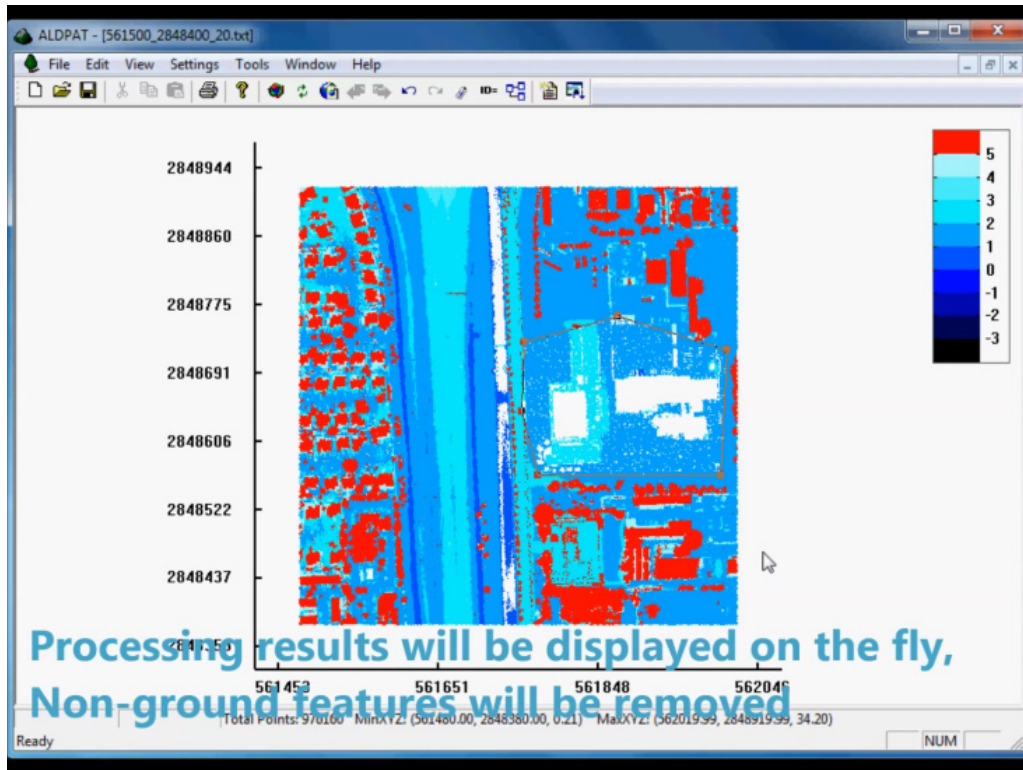 ALDPAT - [561500_2848400_20.txt]
File Edit View Settings Tools Window Help
ID=
2848944
2848860
2848775
2848691
2848606
2848522
2848437
5
4
3
2
1
0
-1
-2
-3
Processing results will be displayed on the fly,
561651 561848
Non-ground features will be removed
Total Points: 970160 MinXYZ: (561480.00, 2848380.00, 0.21) MaxXYZ: (562019.99, 2848919.99, 34.20)
Ready NUM